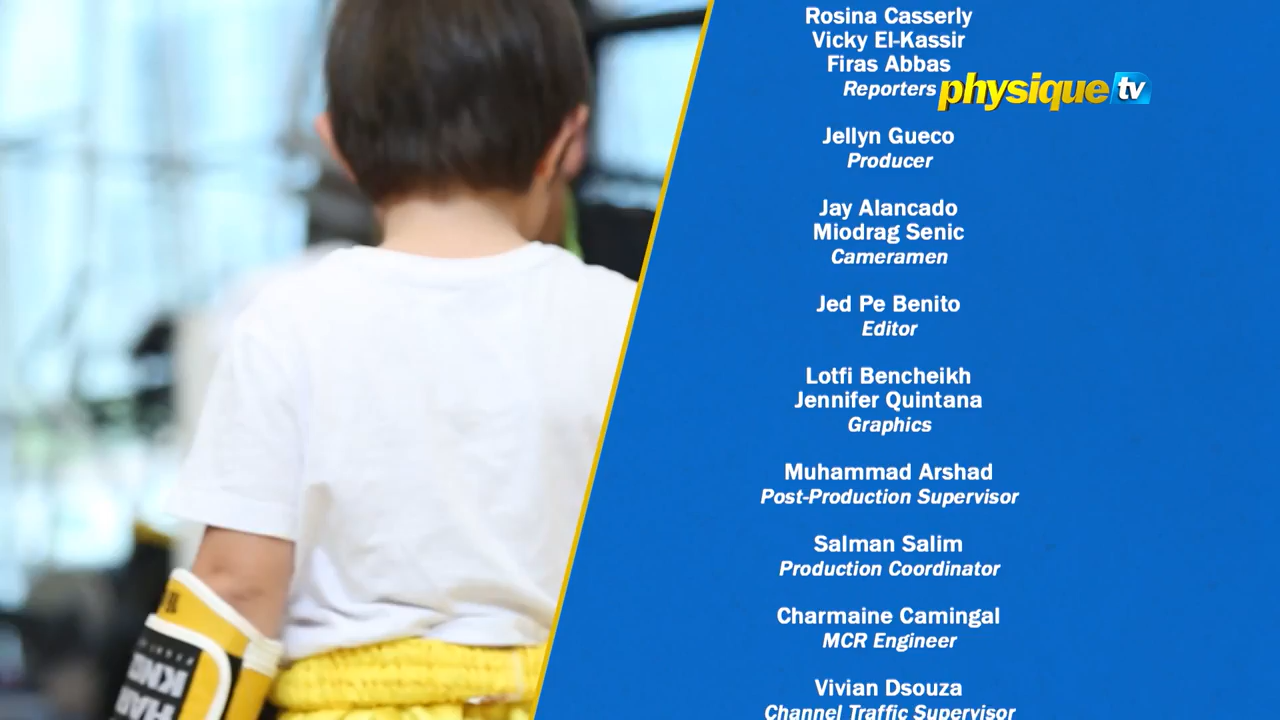 Rosina Casserly
Vicky El-Kassir
Firas Abbas
Reporters
physique tv
Jellyn Gueco
Producer
Jay Alancado
Miodrag Senic
Cameramen
Jed Pe Benito
Editor
Lotfi Bencheikh
Jennifer Quintana
Graphics
Muhammad Arshad
Post-Production Supervisor
Salman Salim
Production Coordinator
Charmaine Camingal
MCR Engineer
Vivian Dsouza
Channel Traffic Supervisor